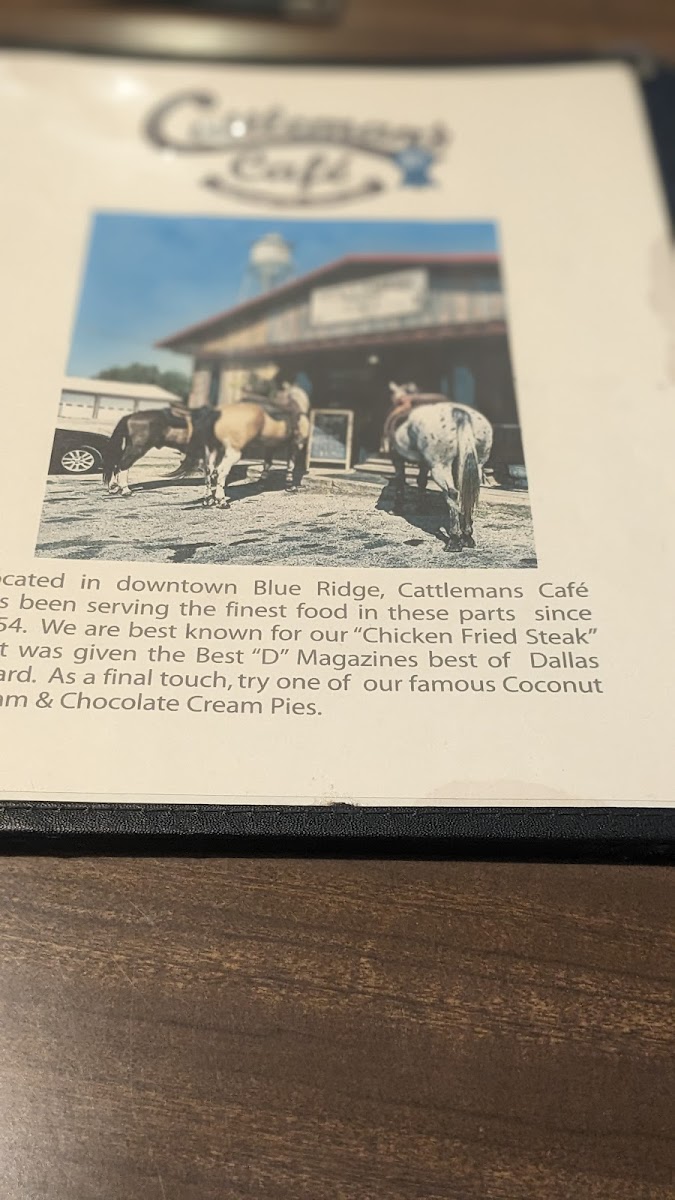 Cattlemans
Café
ocated in downtown Blue Ridge, Cattlemans Café
s been serving the finest food in these parts since
54. We are best known for our “Chicken Fried Steak”
t was given the Best “D” Magazines best of Dallas
ard. As a final touch, try one of our famous Coconut
am & Chocolate Cream Pies.